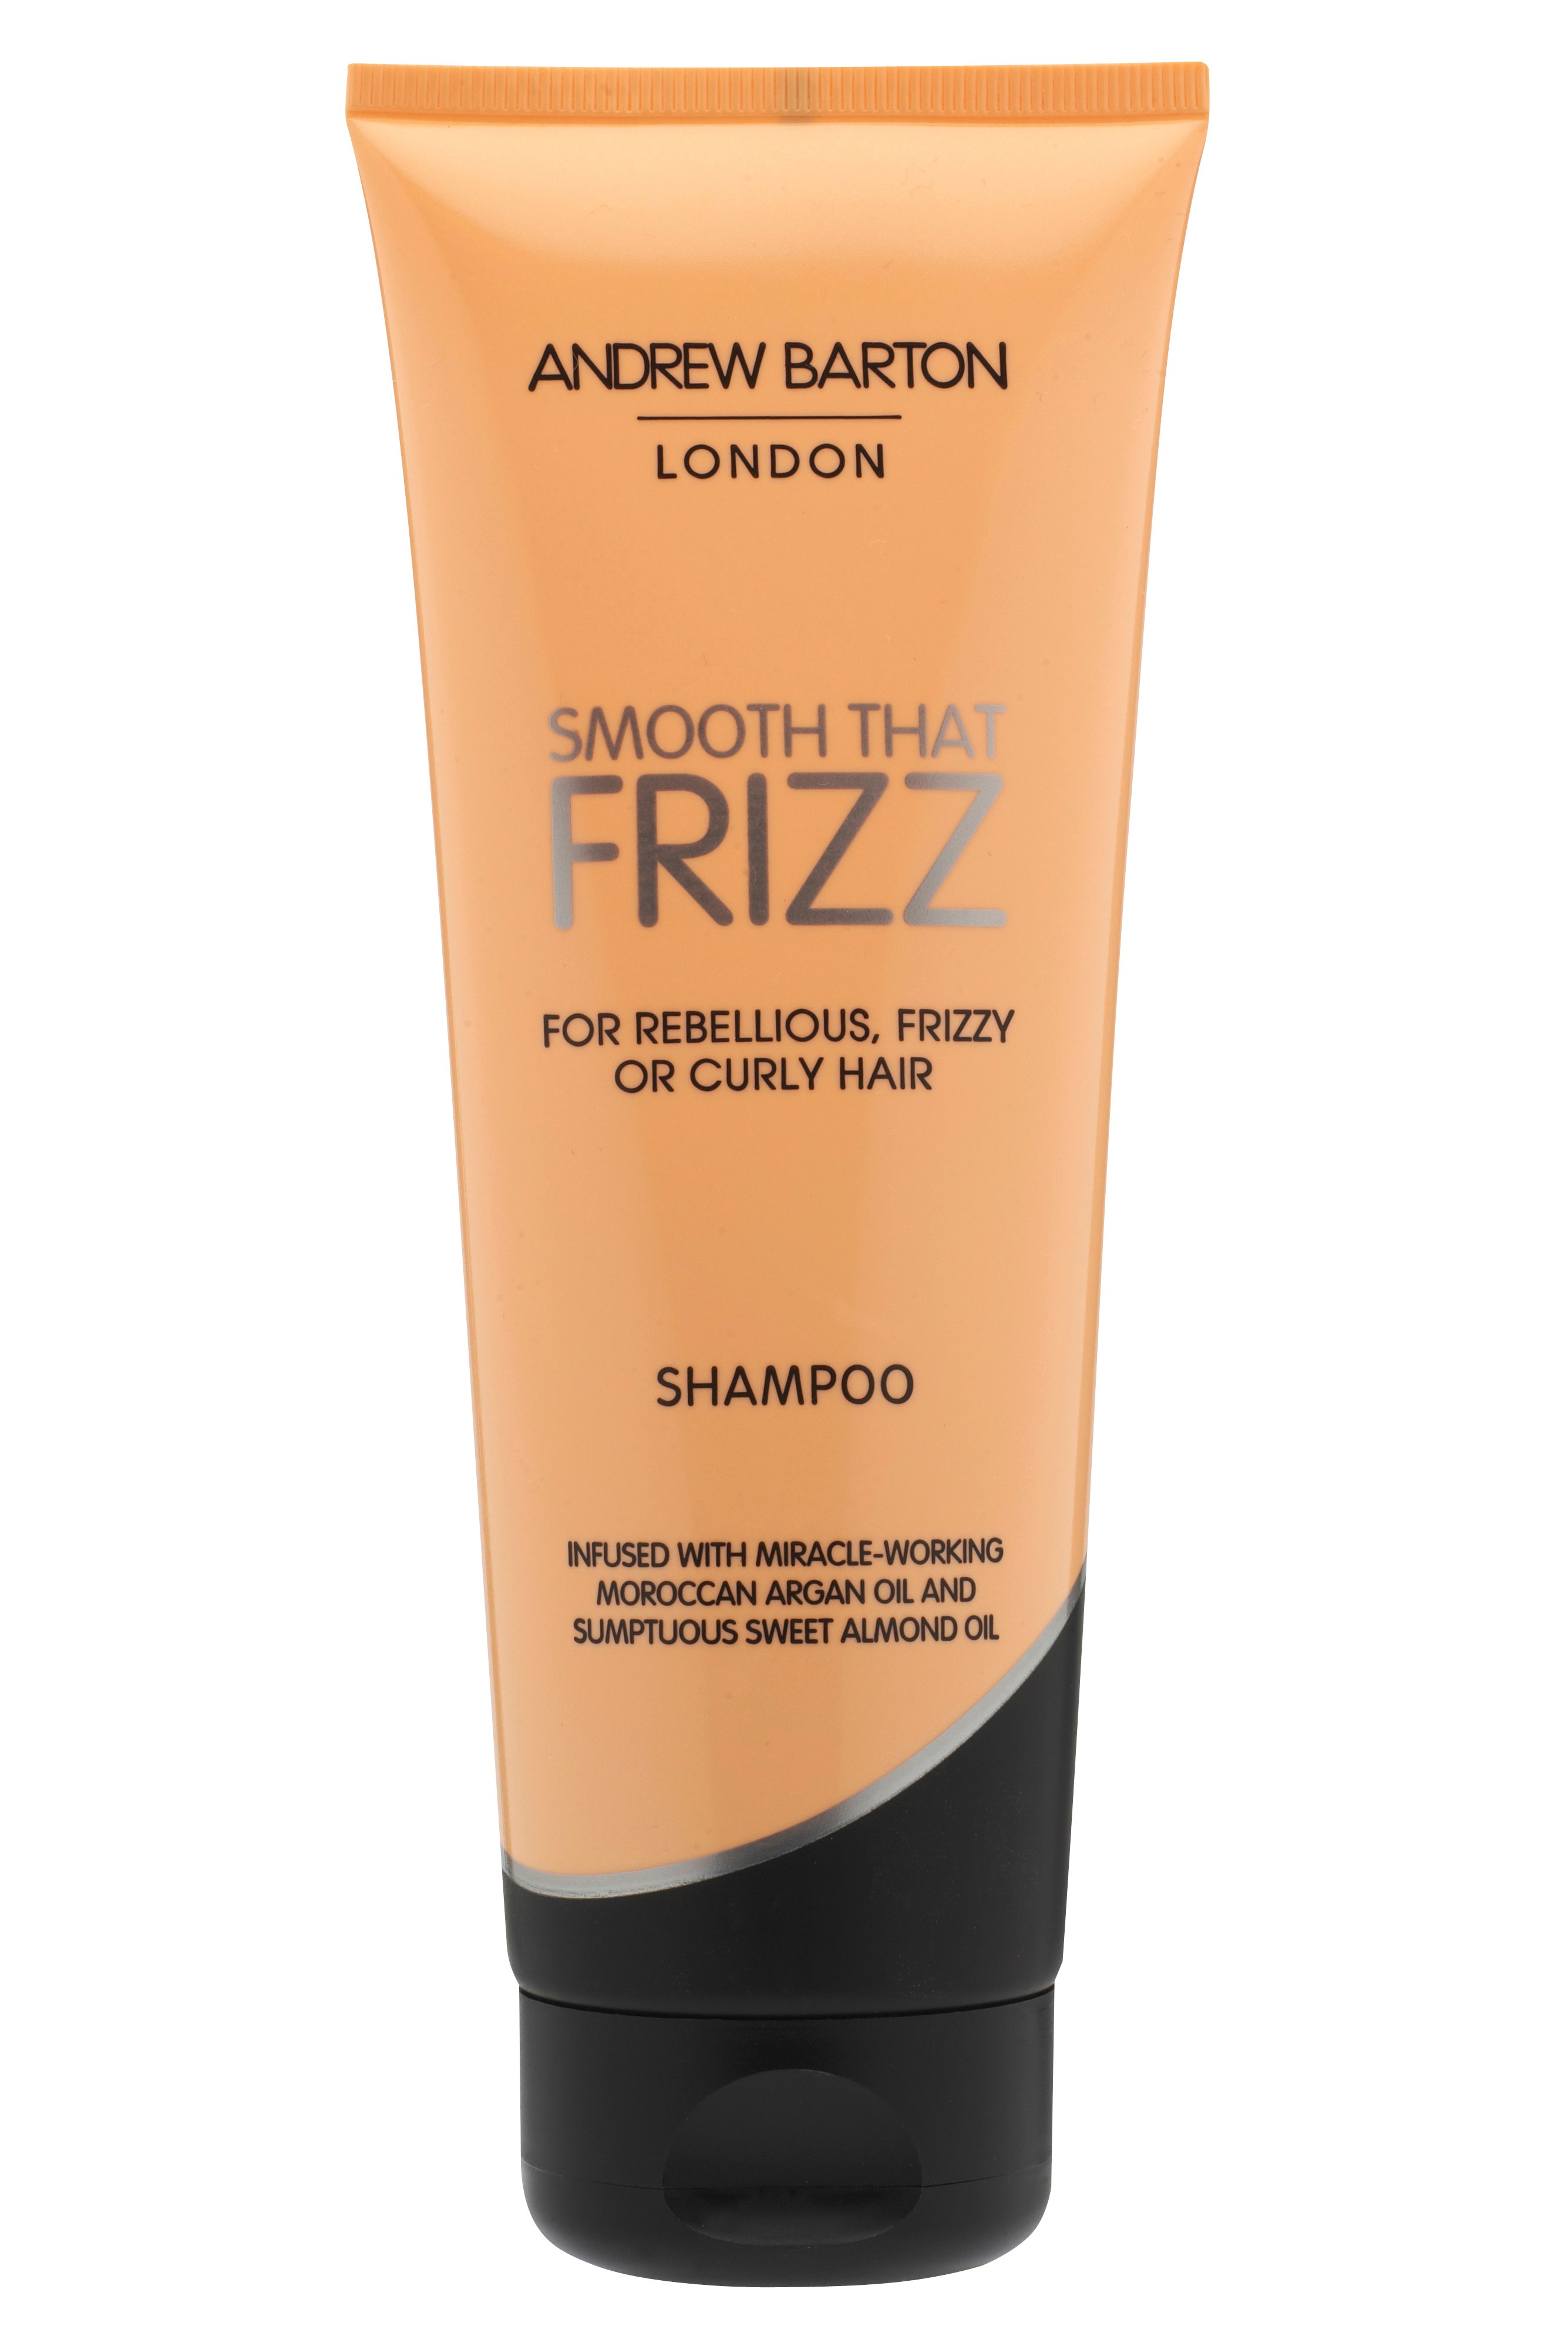 ANDREW BARTON
LONDON
SMOOTH THAT
FRIZZ
FOR REBELLIOUS, FRIZZY
OR CURLY HAIR
SHAMPOO
INFUSED WITH MIRACLE-WORKING
MOROCCAN ARGAN OIL AND
SUMPTUOUS SWEET ALMOND OIL